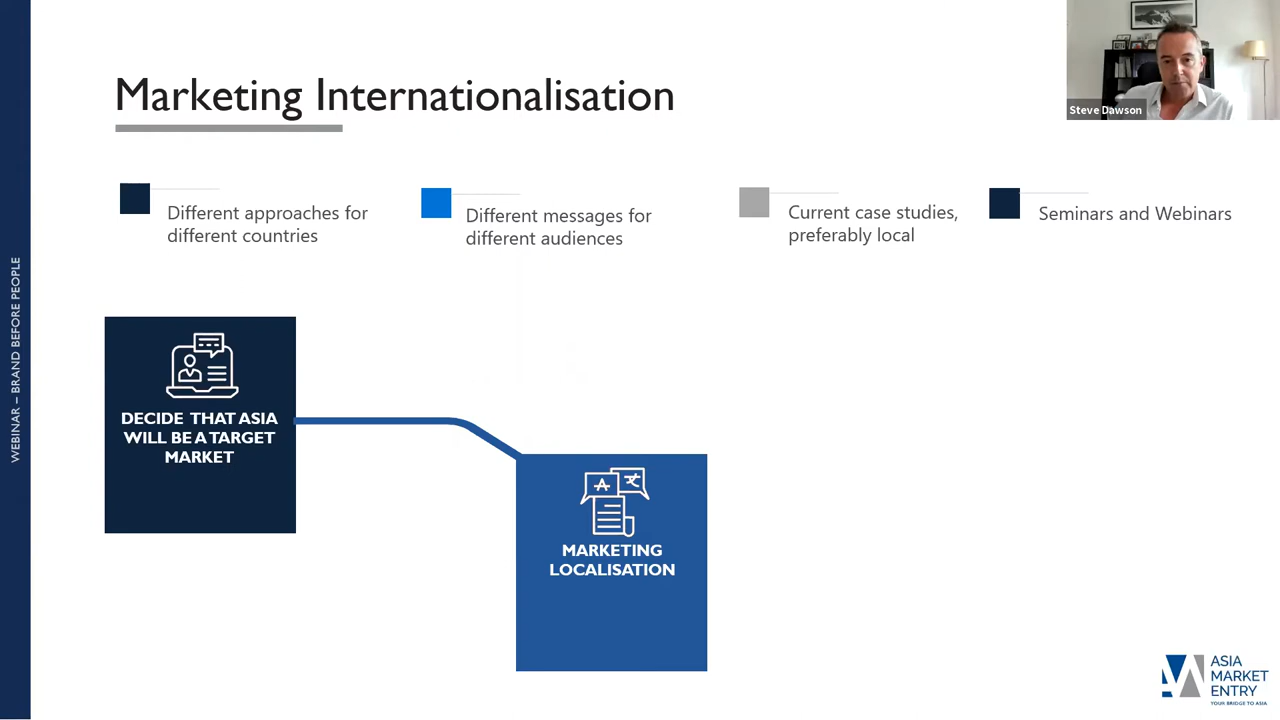 Marketing Internationalisation
Steve Dawson
Different approaches for
different countries
Different messages for
different audiences
Current case studies,
preferably local
Seminars and Webinars
WEBINAR – BRAND BEFORE PEOPLE
DECIDE THAT ASIA
WILL BE A TARGET
MARKET
MARKETING
LOCALISATION
ASIA
MARKET
ENTRY
YOUR BRIDGE TO ASIA